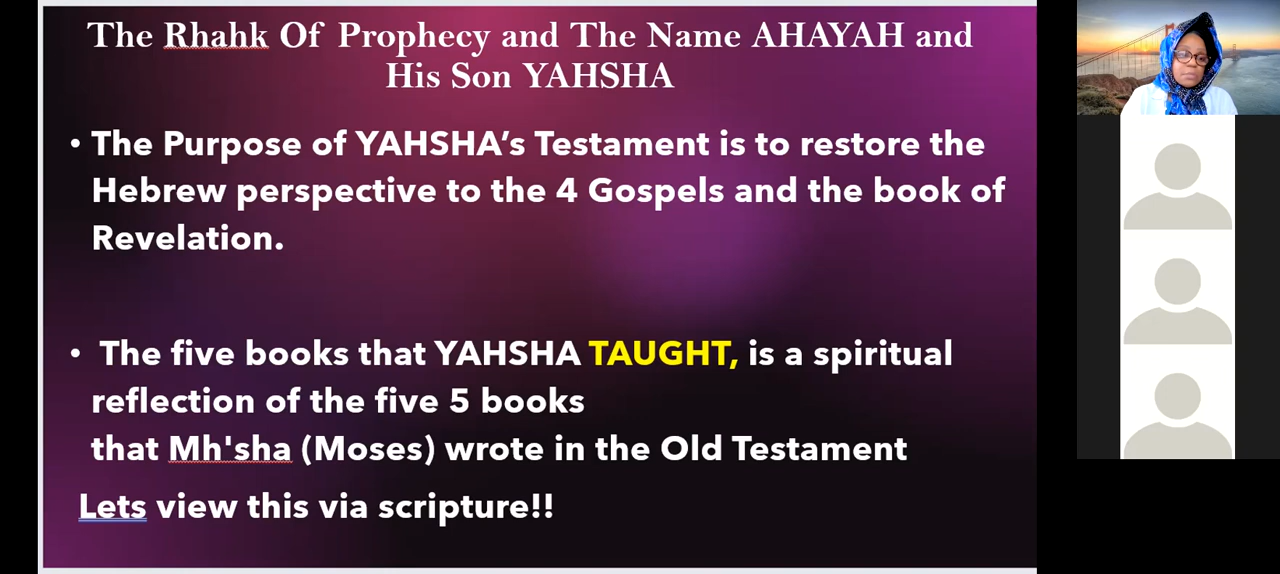 The Rhahk Of Prophecy and The Name AHAYAH and
His Son YAHSHA
• The Purpose of YAHSHA’s Testament is to restore the
Hebrew perspective to the 4 Gospels and the book of
Revelation.
• The five books that YAHSHA TAUGHT, is a spiritual
reflection of the five 5 books
that Mh'sha (Moses) wrote in the Old Testament
Lets view this via scripture!!